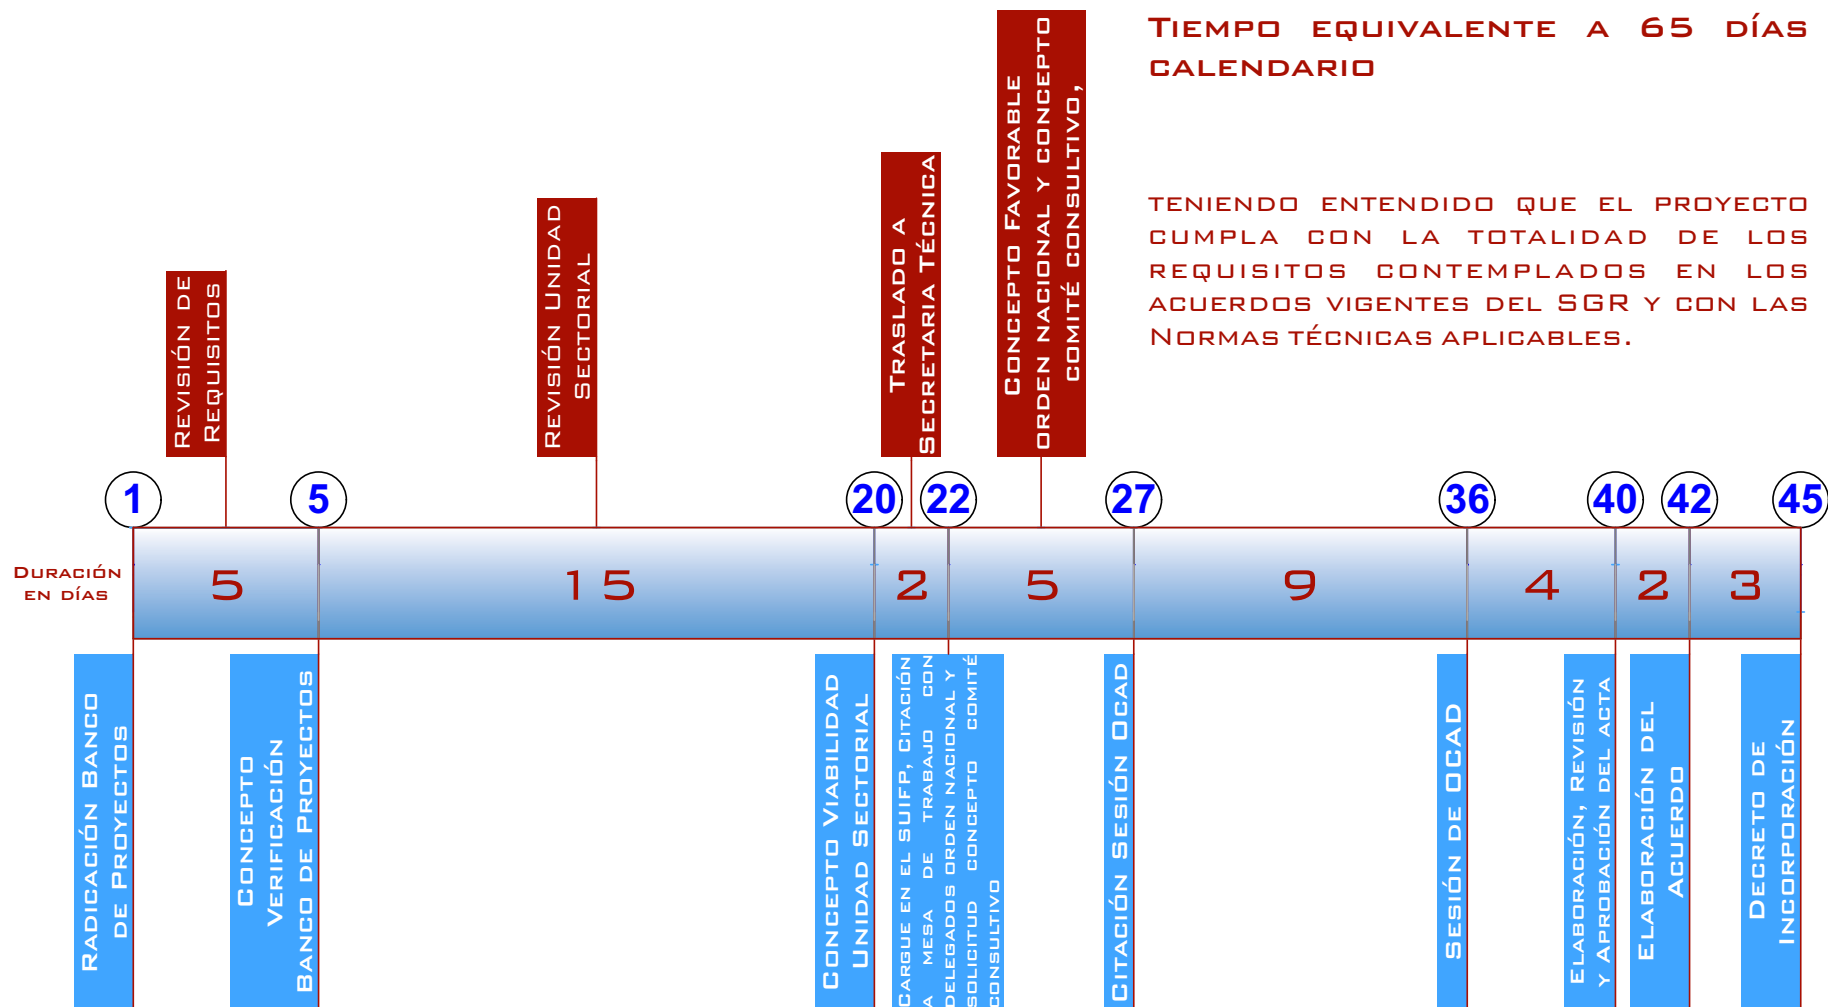 TIEMPO EQUIVALENTE A 65 DÍAS
CALENDARIO
TENIENDO ENTENDIDO QUE EL PROYECTO
CUMPLA CON LA TOTALIDAD DE LOS
REQUISITOS CONTEMPLADOS EN LOS
ACUERDOS VIGENTES DEL SGR Y CON LAS
NORMAS TÉCNICAS APLICABLES.
REVISIÓN DE
REQUISITOS
REVISIÓN UNIDAD
SECTORIAL
TRASLADO A
SECRETARIA TÉCNICA
CONCEPTO FAVORABLE
ORDEN NACIONAL Y CONCEPTO
COMITÉ CONSULTIVO,
1
5
20
22
27
36
40
42
45
DURACIÓN
EN DÍAS
5
15
2
5
9
4
2
3
RADICACIÓN BANCO
DE PROYECTOS
CONCEPTO
VERIFICACIÓN
BANCO DE PROYECTOS
CONCEPTO VIABILIDAD
UNIDAD SECTORIAL
CARGUE EN EL SUIFP, CITACIÓN
A MESA DE TRABAJO CON
DELEGADOS ORDEN NACIONAL Y
SOLICITUD CONCEPTO COMITÉ
CONSULTIVO
CITACIÓN SESIÓN OCAD
SESIÓN DE OCAD
ELABORACIÓN, REVISIÓN
Y APROBACIÓN DEL ACTA
ELABORACIÓN DEL
ACUERDO
DECRETO DE
INCORPORACIÓN